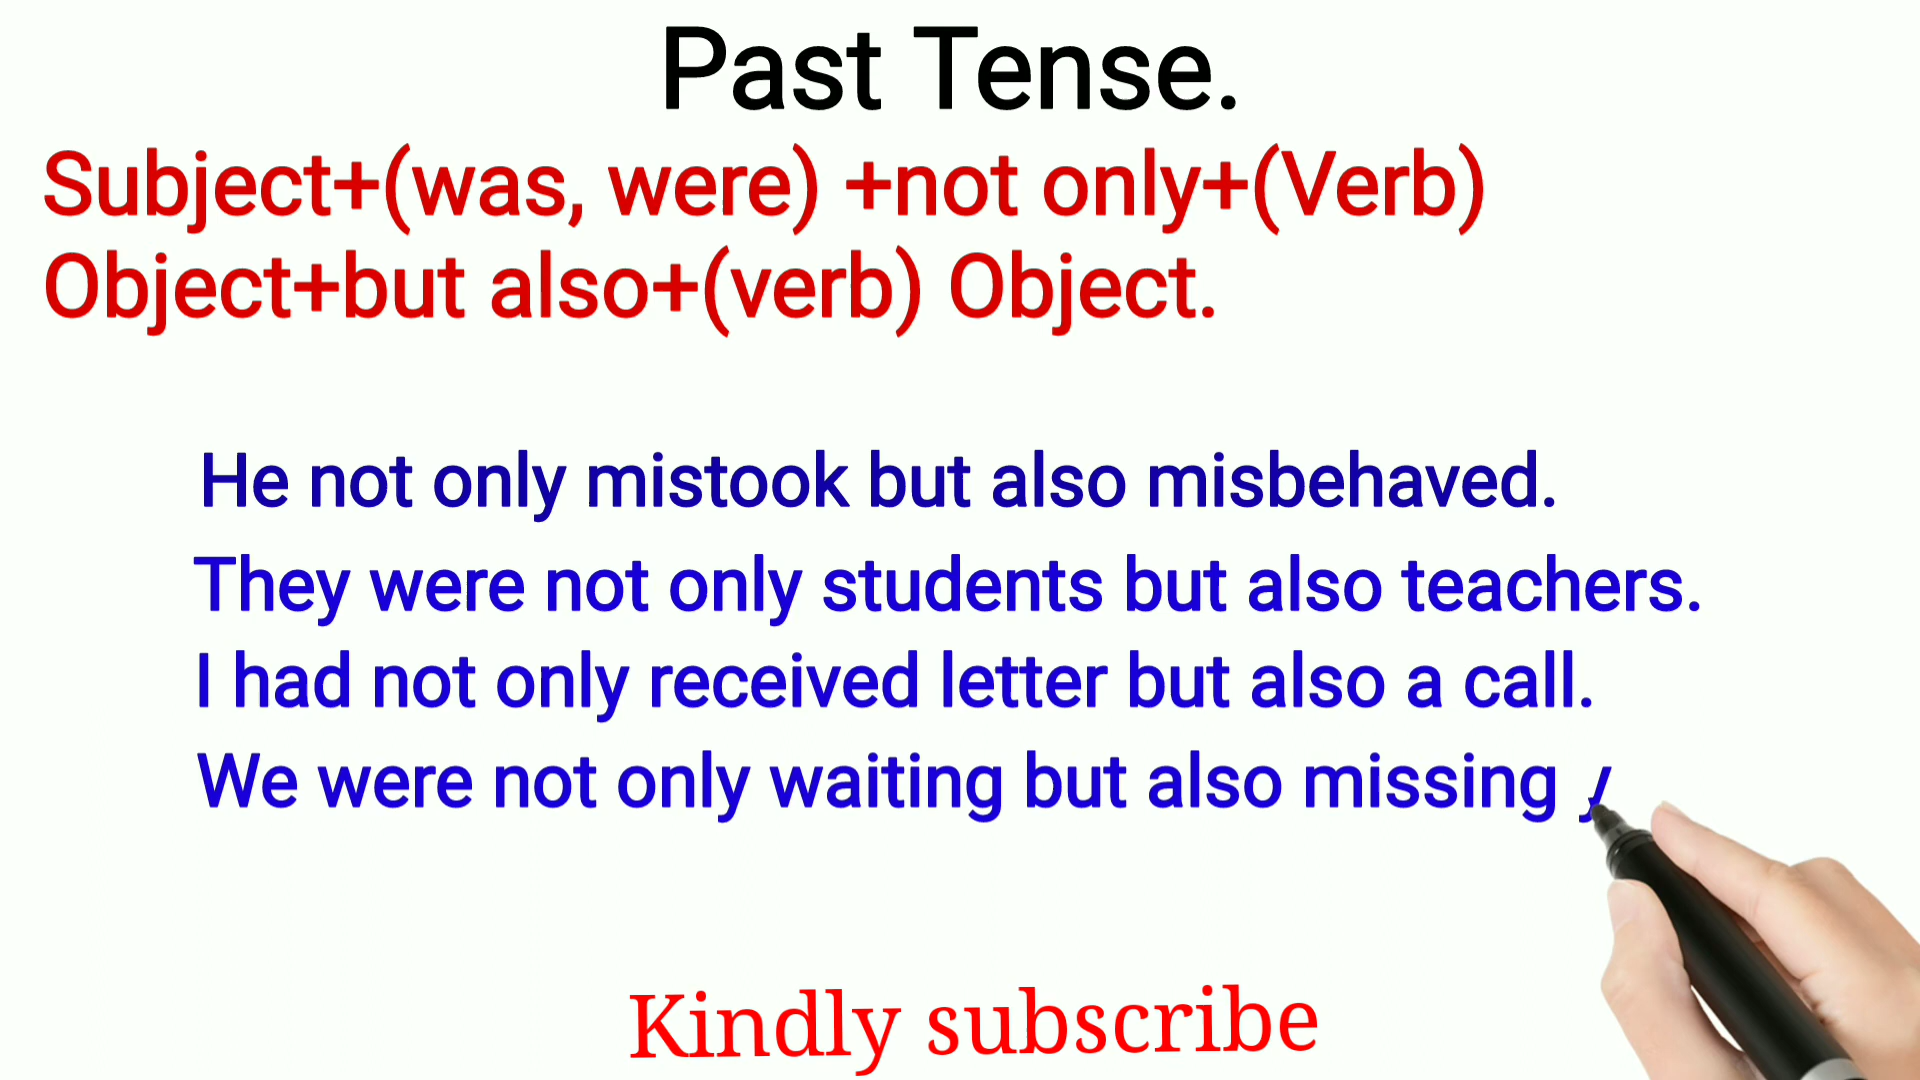 Past Tense.
Subject+(was, were) +not only+(Verb)
Object+but also+(verb) Object.
He not only mistook but also misbehaved.
They were not only students but also teachers.
I had not only received letter but also a call.
We were not only waiting but also missing
Kindly subscribe